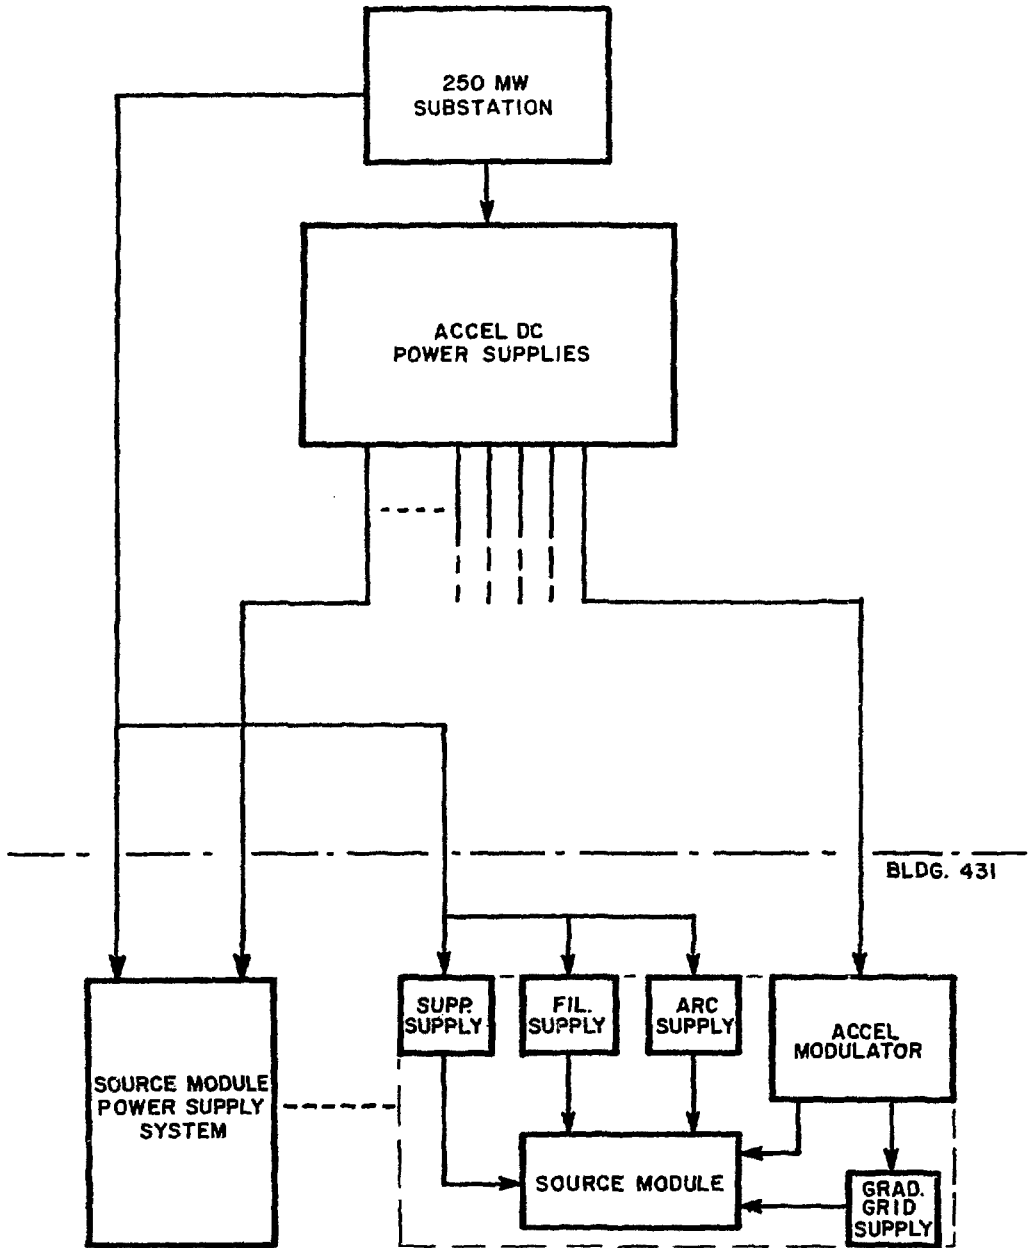 250 MW
SUBSTATION
ACCEL DC
POWER SUPPLIES
BLDG. 431
SUPP.
SUPPLY
FIL.
SUPPLY
ARC
SUPPLY
ACCEL
MODULATOR
SOURCE MODULE
POWER SUPPLY
SYSTEM
SOURCE MODULE
GRAD.
GRID
SUPPLY